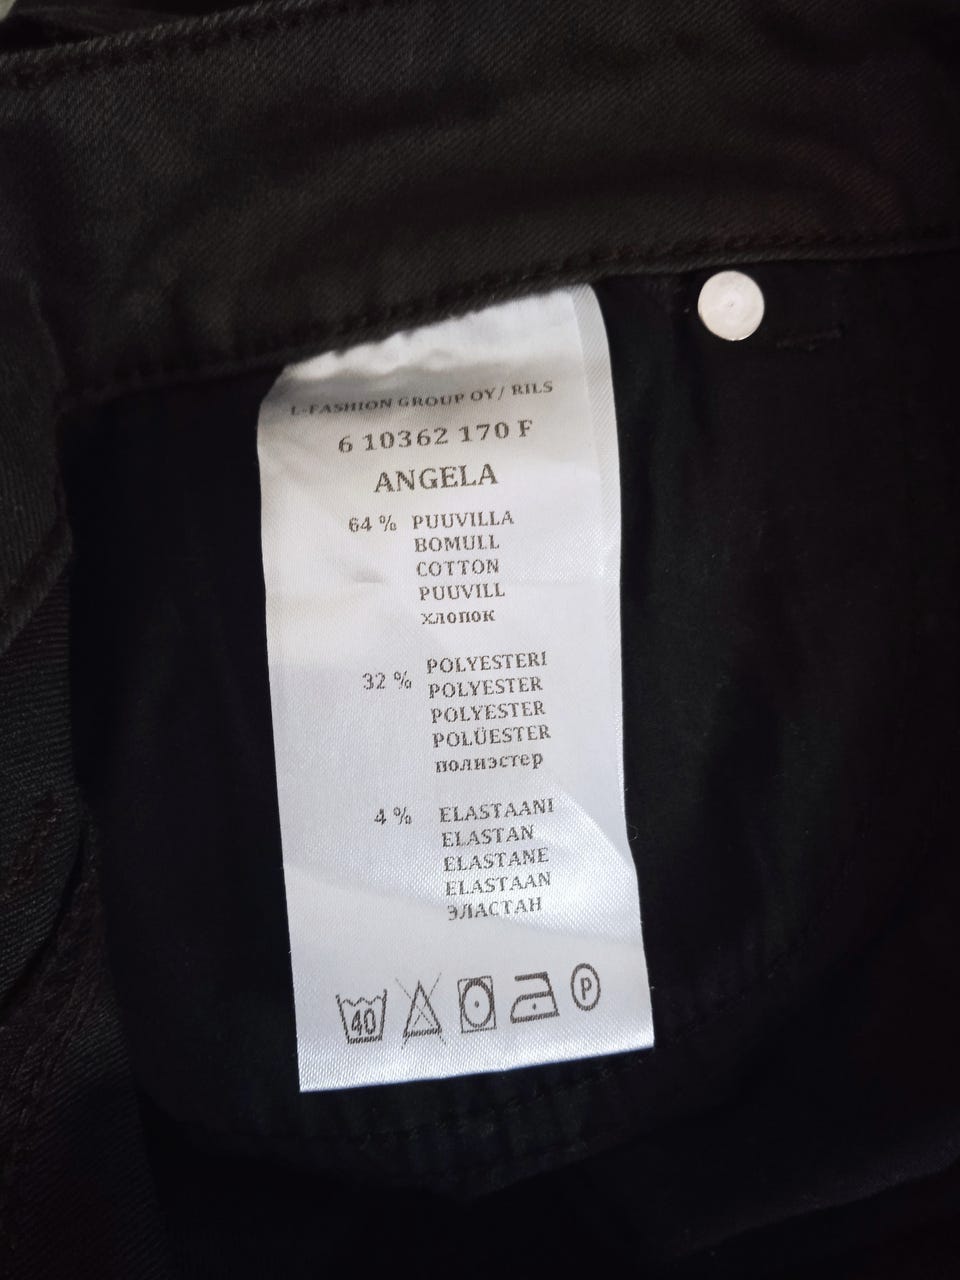 L-FASHION GROUP OY/ RILS
6 10362 170 F
ANGELA
64 % PUUVILLA
BOMULL
COTTON
PUUVILL
хлопок
32 % POLYESTERI
POLYESTER
POLYESTER
POLÜESTER
полиэстер
4 % ELASTAANI
ELASTAN
ELASTANE
ELASTAAN
ЭЛАСТАН
40 P